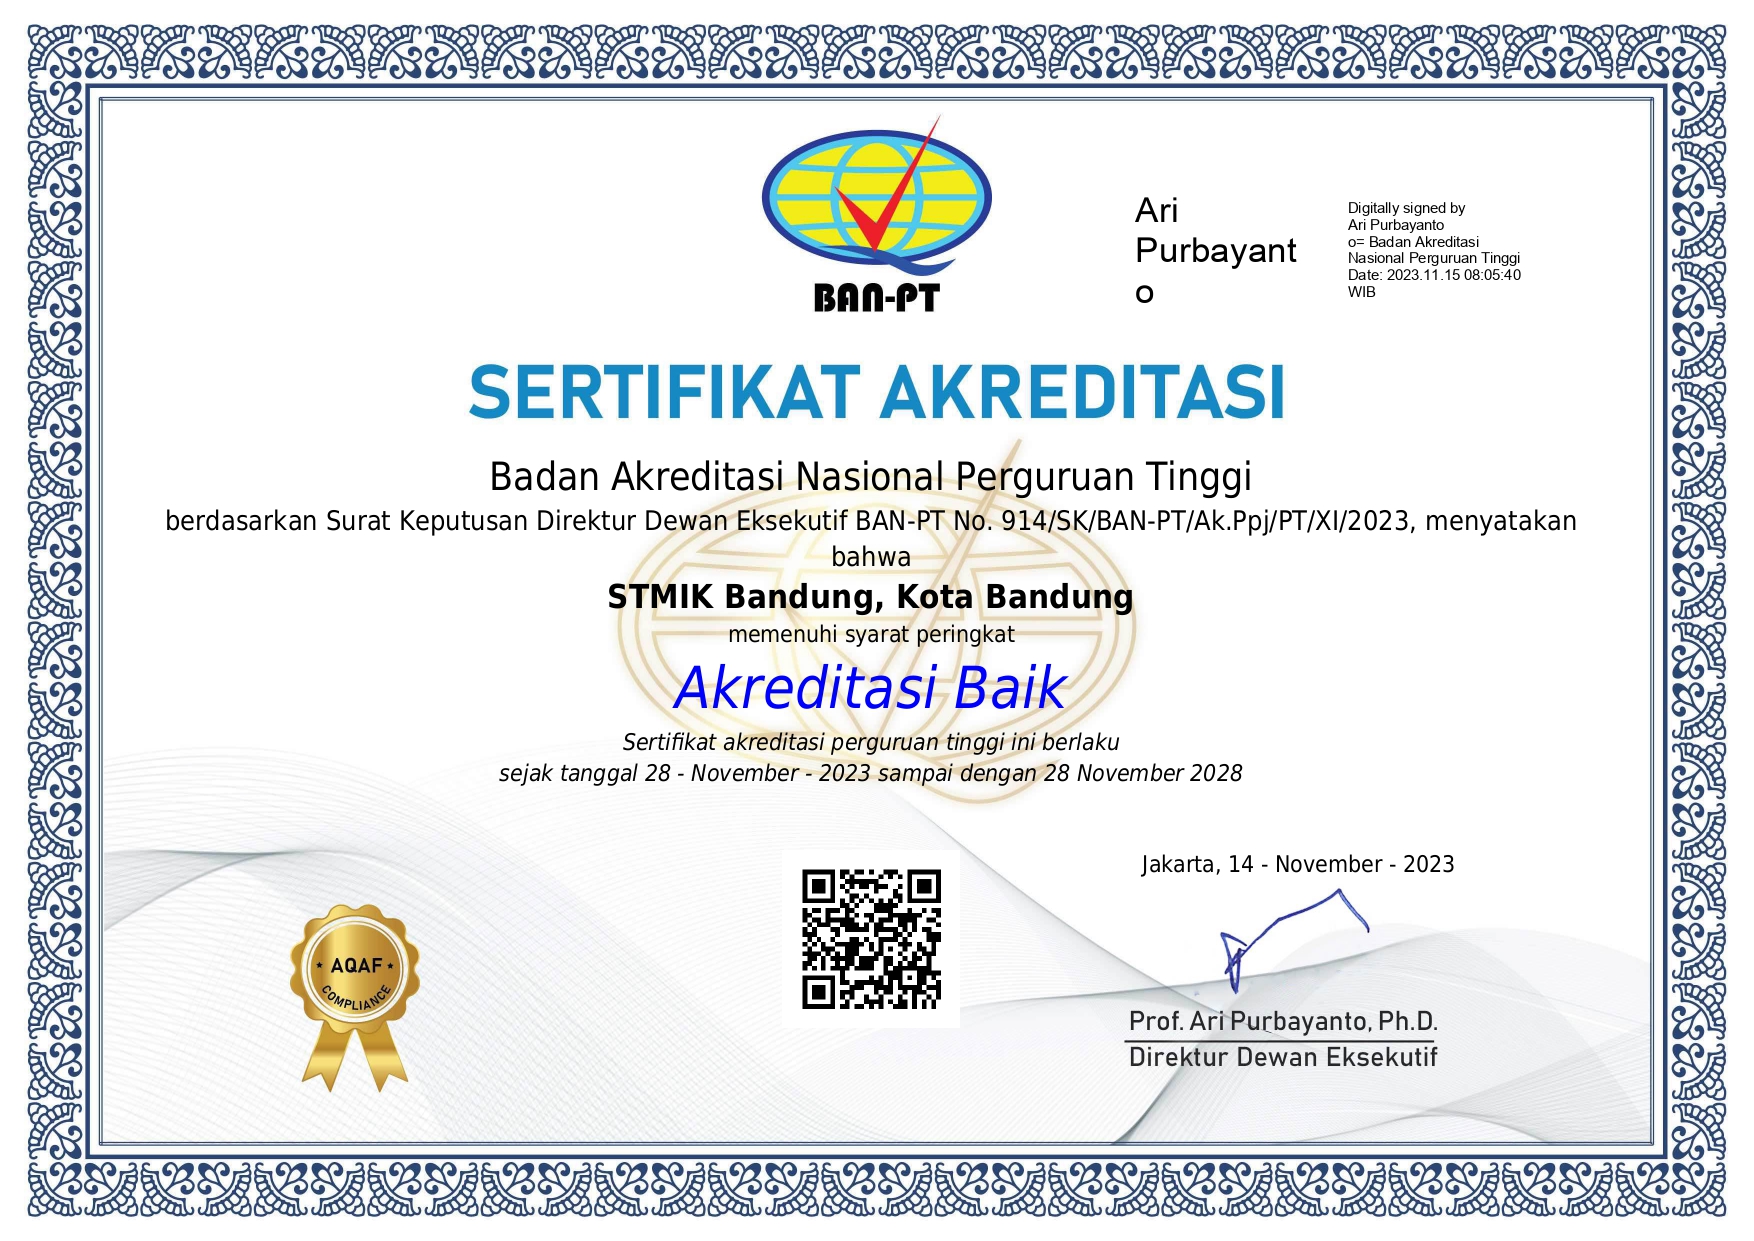 BAN-PT
Ari
Purbayant
o
Digitally signed by
Ari Purbayanto
o= Badan Akreditasi
Nasional Perguruan Tinggi
Date: 2023.11.15 08:05:40
WIB
SERTIFIKAT AKREDITASI
Badan Akreditasi Nasional Perguruan Tinggi
berdasarkan Surat Keputusan Direktur Dewan Eksekutif BAN-PT No. 914/SK/BAN-PT/Ak.Ppj/PT/XI/2023, menyatakan
bahwa
STMIK Bandung, Kota Bandung
memenuhi syarat peringkat
Akreditasi Baik
Sertifikat akreditasi perguruan tinggi ini berlaku
sejak tanggal 28 - November - 2023 sampai dengan 28 November 2028
Jakarta, 14 - November - 2023
AQAF
COMPLIANCE
Prof. Ari Purbayanto, Ph.D.
Direktur Dewan Eksekutif